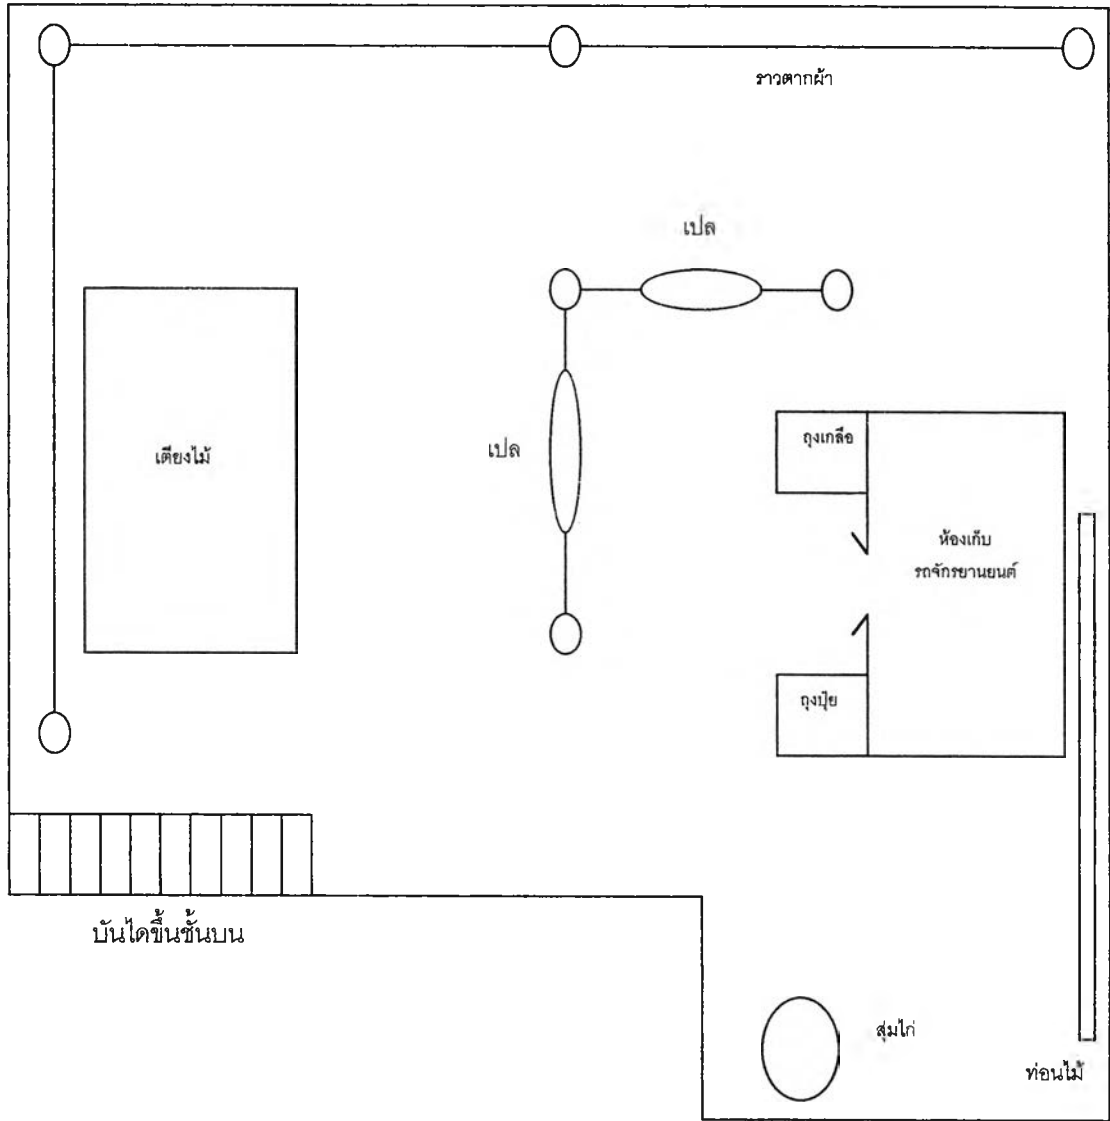 ราวตากผ้า
เปล
เปล
ถุงเกลือ
เตียงไม้
ห้องเก็บ
รถจักรยานยนต์
ถุงปุ๋ย
บันไดขึ้นชั้นบน
สุ่มไก่
ท่อนไม้